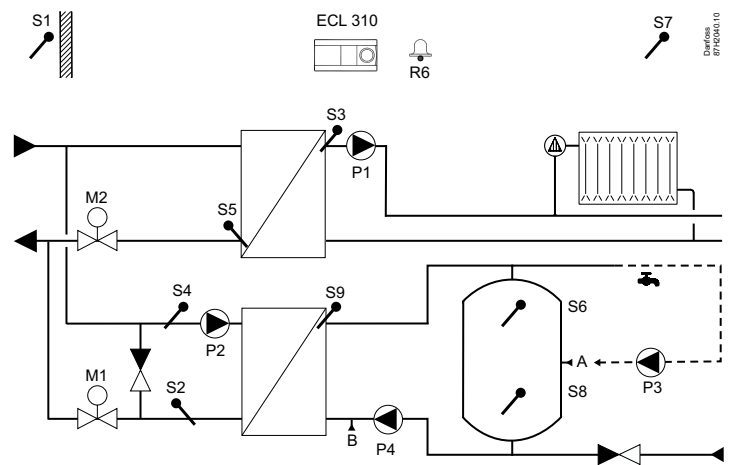 S1
ECL 310
S7
Danfoss
87H2040.10
R6
S3
P1
M2
S5
S4
S9
S6
P2
M1
S2
A
P3
S8
B
P4